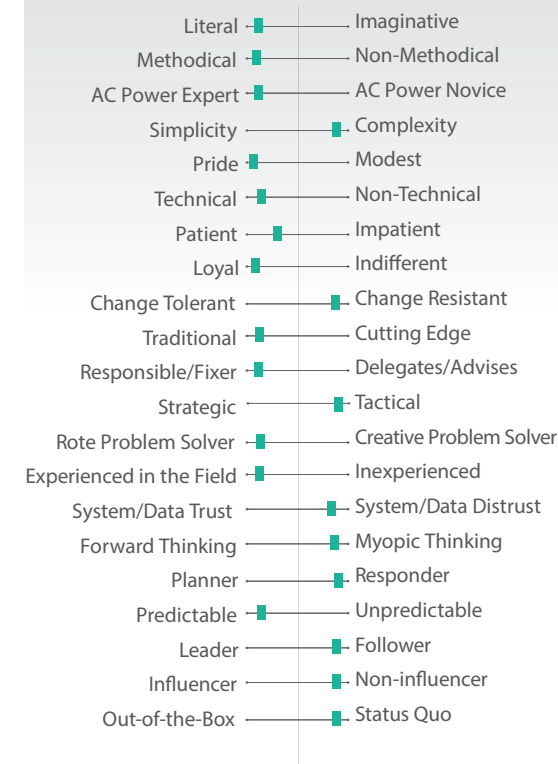 Literal Imaginative
Methodical Non-Methodical
AC Power Expert AC Power Novice
Simplicity Complexity
Pride Modest
Technical Non-Technical
Patient Impatient
Loyal Indifferent
Change Tolerant Change Resistant
Traditional Cutting Edge
Responsible/Fixer Delegates/Advises
Strategic Tactical
Rote Problem Solver Creative Problem Solver
Experienced in the Field Inexperienced
System/Data Trust System/Data Distrust
Forward Thinking Myopic Thinking
Planner Responder
Predictable Unpredictable
Leader Follower
Influencer Non-influencer
Out-of-the-Box Status Quo